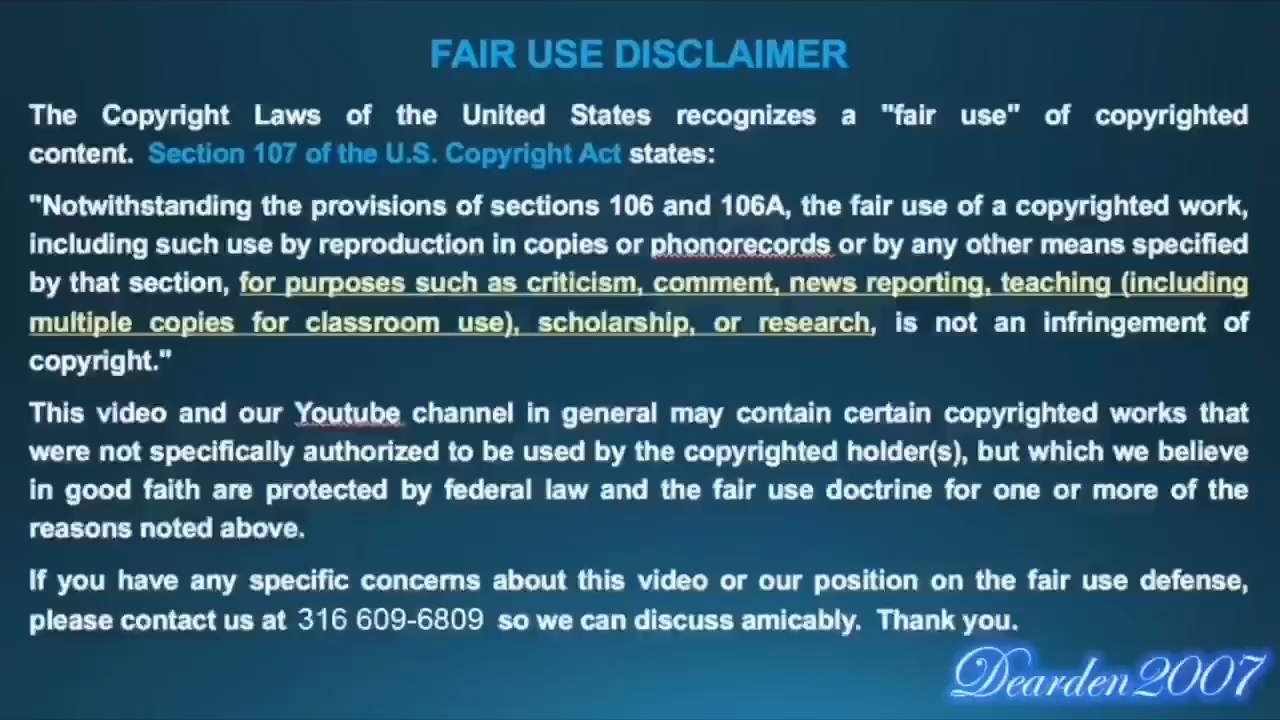 FAIR USE DISCLAIMER
The Copyright Laws of the United States recognizes a "fair use" of copyrighted
content. Section 107 of the U.S. Copyright Act states:
"Notwithstanding the provisions of sections 106 and 106A, the fair use of a copyrighted work,
including such use by reproduction in copies or phonorecords or by any other means specified
by that section, for purposes such as criticism, comment, news reporting, teaching (including
multiple copies for classroom use), scholarship, or research, is not an infringement of
copyright."
This video and our Youtube channel in general may contain certain copyrighted works that
were not specifically authorized to be used by the copyrighted holder(s), but which we believe
in good faith are protected by federal law and the fair use doctrine for one or more of the
reasons noted above.
If you have any specific concerns about this video or our position on the fair use defense,
please contact us at 316 609-6809 so we can discuss amicably. Thank you.
Dearden2007